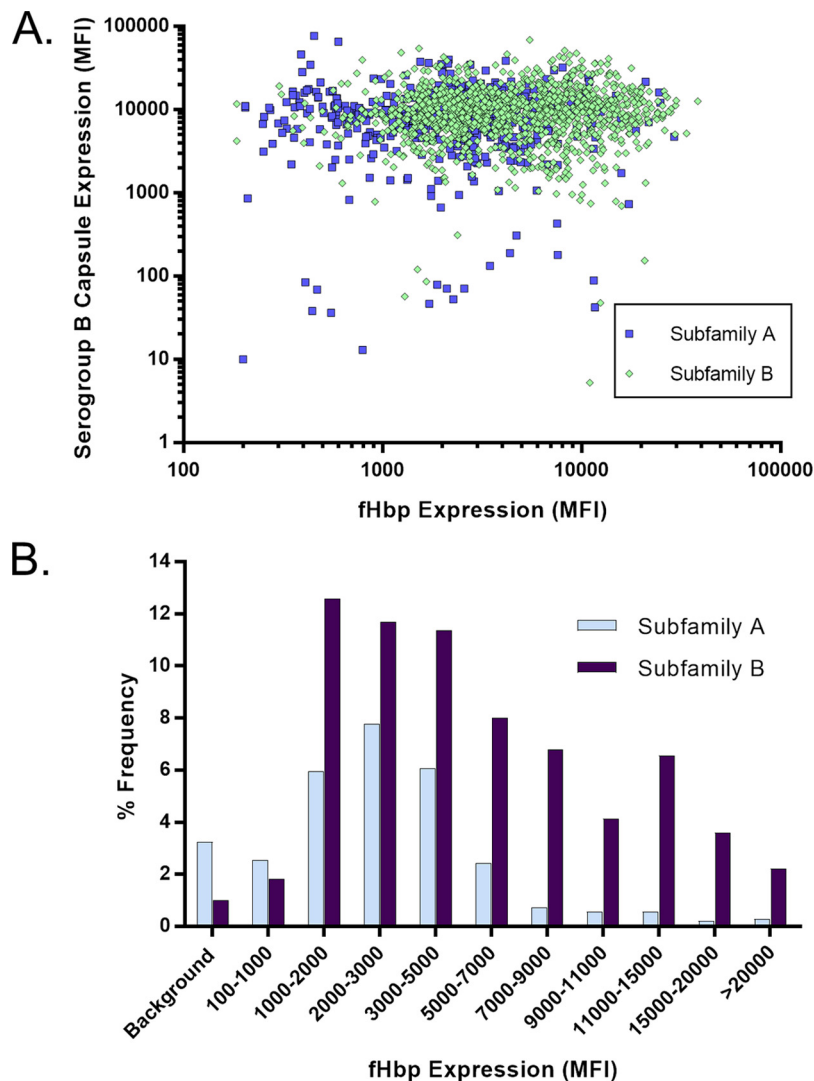 A.
Serogroup B Capsule Expression (MFI)
100000
10000
1000
100
10
1
100
1000
10000
100000
fHbp Expression (MFI)
Subfamily A
Subfamily B
B.
% Frequency
14
12
10
8
6
4
2
0
Subfamily A
Subfamily B
Background
100-1000
1000-2000
2000-3000
3000-5000
5000-7000
7000-9000
9000-11000
11000-15000
15000-20000
>20000
fHbp Expression (MFI)